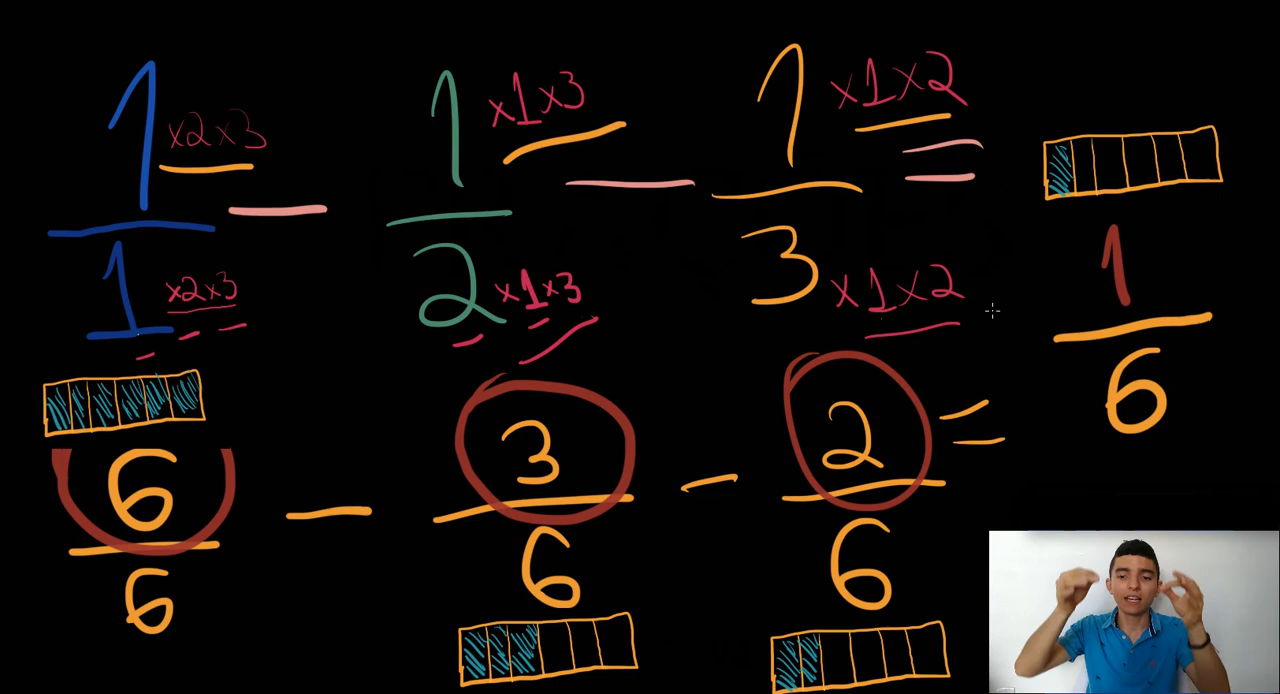 1 ×2×3 — 1 ×1×3 — 1 ×1×2 =
1 ×2×3 2 ×1×3 3 ×1×2
1
6
6 — 3 - 2 =
6 6 6